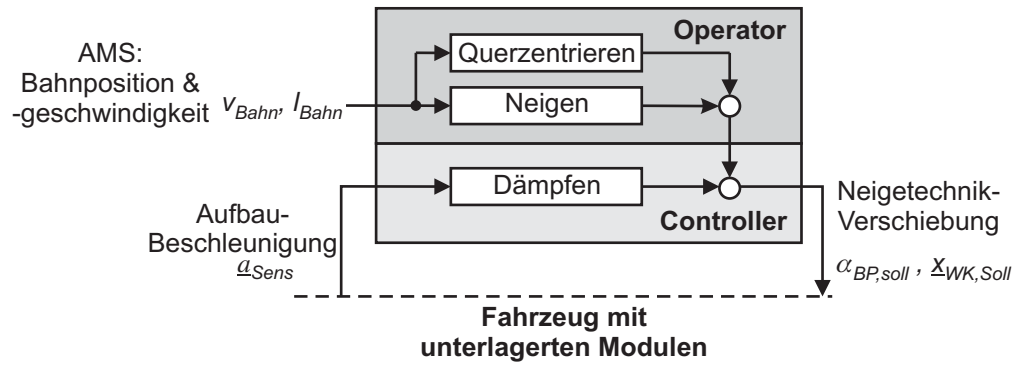 Operator
AMS:
Bahnposition &
-geschwindigkeit
v_Bahn, l_Bahn
Querzentrieren
Neigen
Dämpfen
Controller
Aufbau-
Beschleunigung
a_Sens
Neigetechnik-
Verschiebung
α_BP,soll , x_WK,Soll
Fahrzeug mit
unterlagerten Modulen